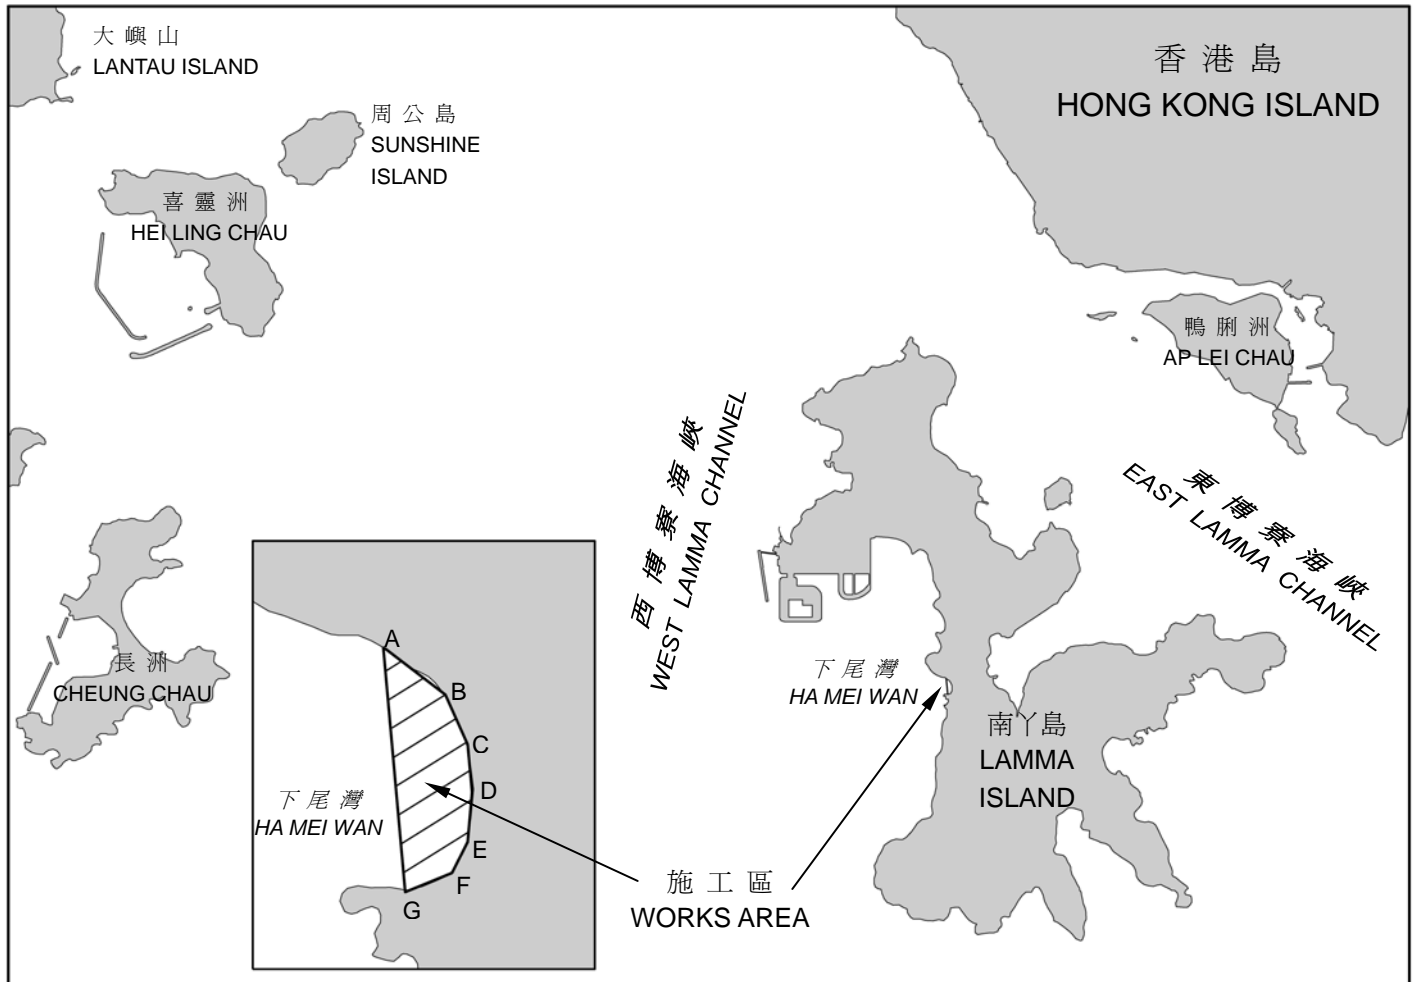 大嶼山
LANTAU ISLAND
香港島
HONG KONG ISLAND
周公島
SUNSHINE
ISLAND
喜靈洲
HEI LING CHAU
鴨脷洲
AP LEI CHAU
西博寮海峽
WEST LAMMA CHANNEL
東博寮海峽
EAST LAMMA CHANNEL
長洲
CHEUNG CHAU
下尾灣
HA MEI WAN
南丫島
LAMMA
ISLAND
A
B
C
D
E
F
G
下尾灣
HA MEI WAN
施工區
WORKS AREA